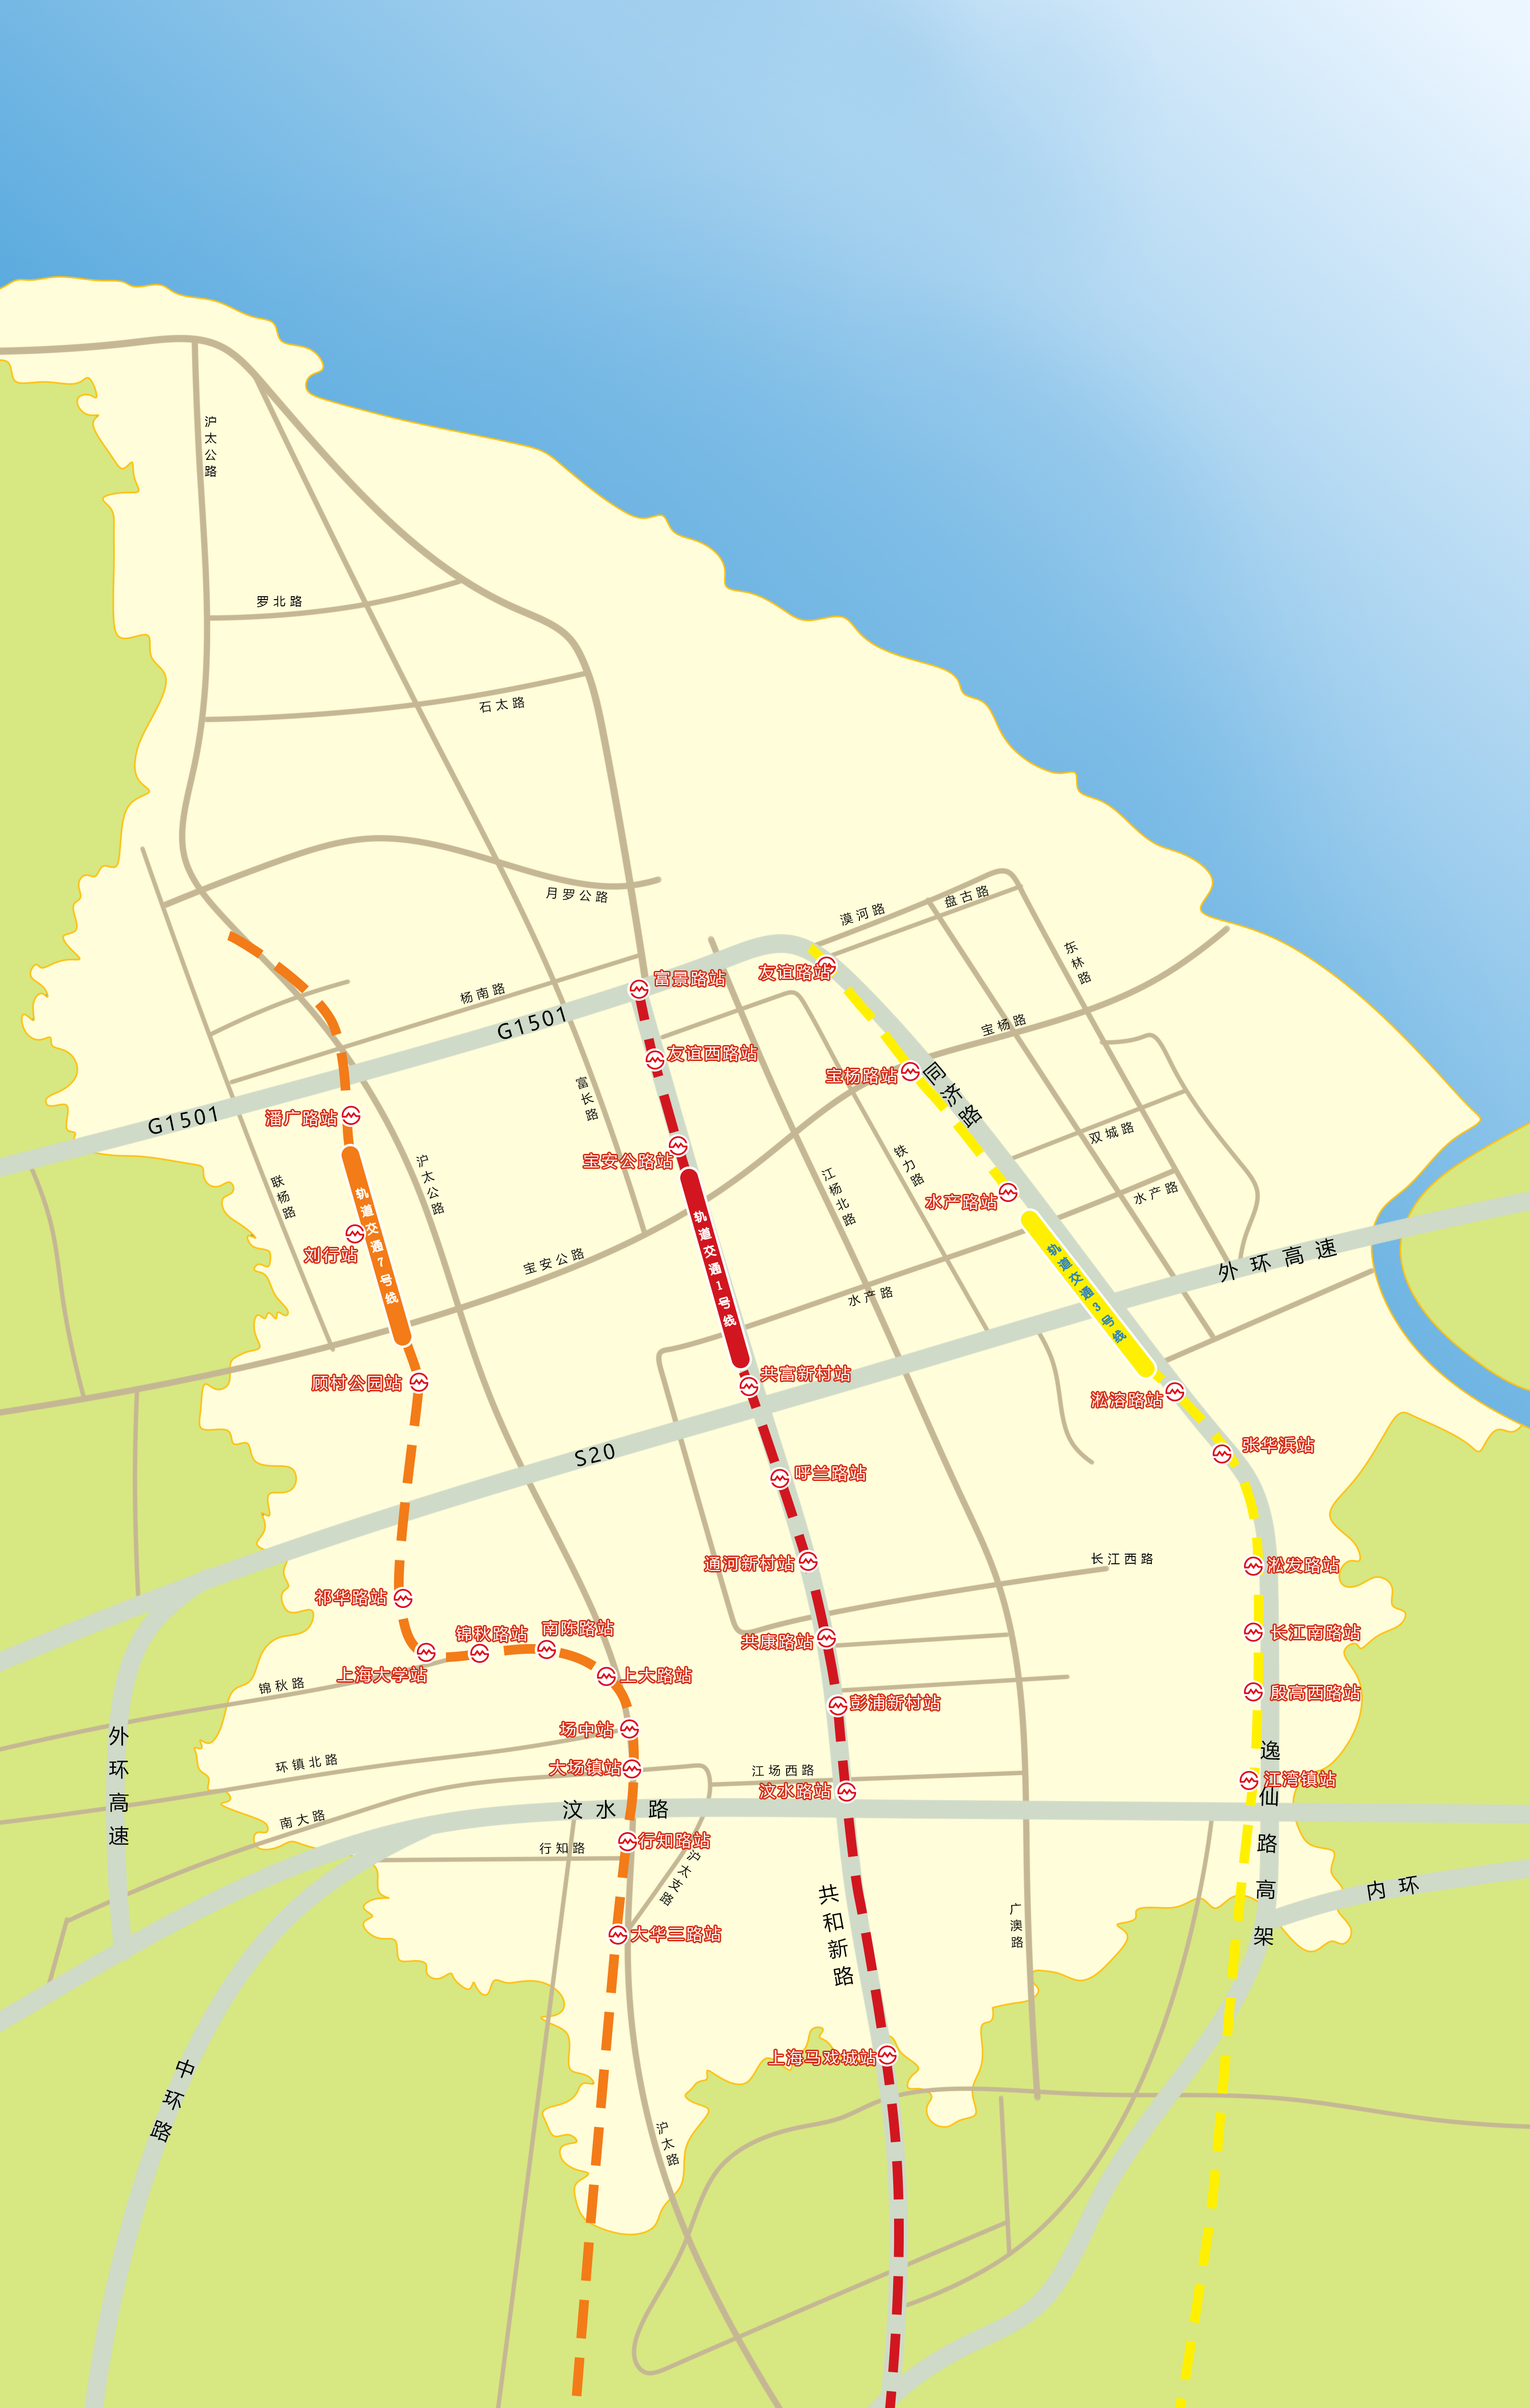 沪太公路
罗北路
石太路
月罗公路
漠河路
盘古路
东林路
杨南路
G1501
G1501
富景路站
友谊路站
友谊西路站
宝杨路
宝杨路站
同济路
富长路
潘广路站
宝安公路站
双城路
铁力路
江杨北路
水产路
水产路站
联杨路
沪太公路
轨道交通7号线
轨道交通1号线
轨道交通3号线
刘行站
宝安公路
水产路
外环高速
顾村公园站
共富新村站
淞滨路站
张华浜站
S20
呼兰路站
通河新村站
长江西路
淞发路站
祁华路站
锦秋路站
南陈路站
共康路站
长江南路站
上海大学站
上大路站
锦秋路
殷高西路站
彭浦新村站
场中站
外环高速
环镇北路
大场镇站
江场西路
汶水路站
江湾镇站
逸仙路高架
南大路
汶水路
行知路
行知路站
沪太支路
内环
共和新路
广澳路
大华三路站
上海马戏城站
中环路
沪太路